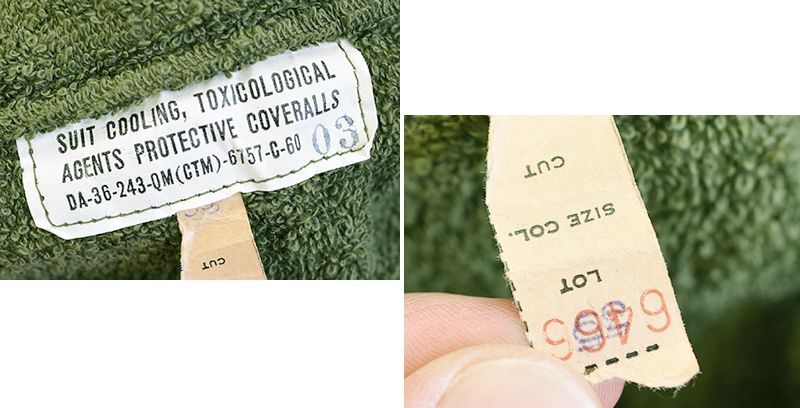 SUIT COOLING, TOXICOLOGICAL
AGENTS PROTECTIVE COVERALLS
DA-36-243-QM(CTM)-6757-C-60 03
CUT
CUT
SIZE COL.
LOT